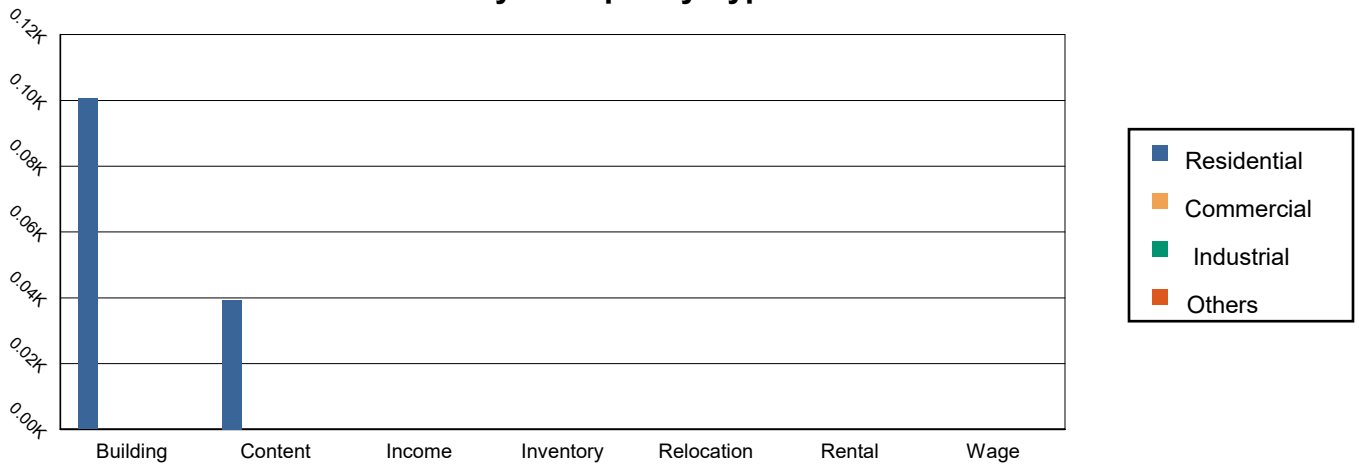 0.12K
0.10K
0.08K
0.06K
0.04K
0.02K
0.00K
Building Content Income Inventory Relocation Rental Wage
Residential
Commercial
Industrial
Others